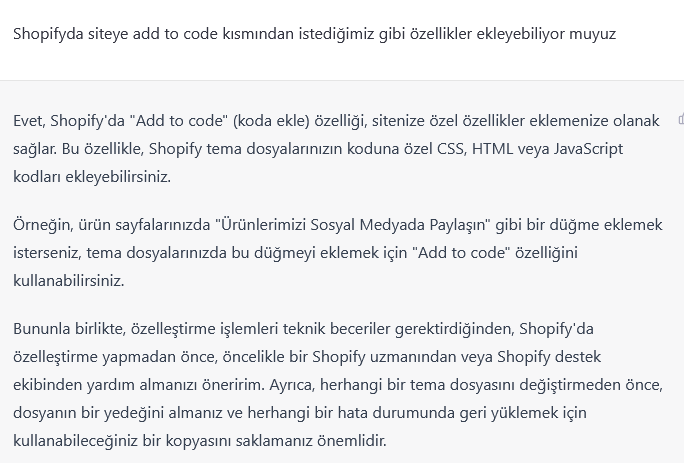 Shopifyda siteye add to code kısmından istediğimiz gibi özellikler ekleyebiliyor muyuz
Evet, Shopify'da "Add to code" (koda ekle) özelliği, sitenize özel özellikler eklemenize olanak
sağlar. Bu özellikle, Shopify tema dosyalarınızın koduna özel CSS, HTML veya JavaScript
kodları ekleyebilirsiniz.
Örneğin, ürün sayfalarınızda "Ürünlerimizi Sosyal Medyada Paylaşın" gibi bir düğme eklemek
isterseniz, tema dosyalarınızda bu düğmeyi eklemek için "Add to code" özelliğini
kullanabilirsiniz.
Bununla birlikte, özelleştirme işlemleri teknik beceriler gerektirdiğinden, Shopify'da
özelleştirme yapmadan önce, öncelikle bir Shopify uzmanından veya Shopify destek
ekibinden yardım almanızı öneririm. Ayrıca, herhangi bir tema dosyasını değiştirmeden önce,
dosyanın bir yedeğini almanız ve herhangi bir hata durumunda geri yüklemek için
kullanabileceğiniz bir kopyasını saklamanız önemlidir.